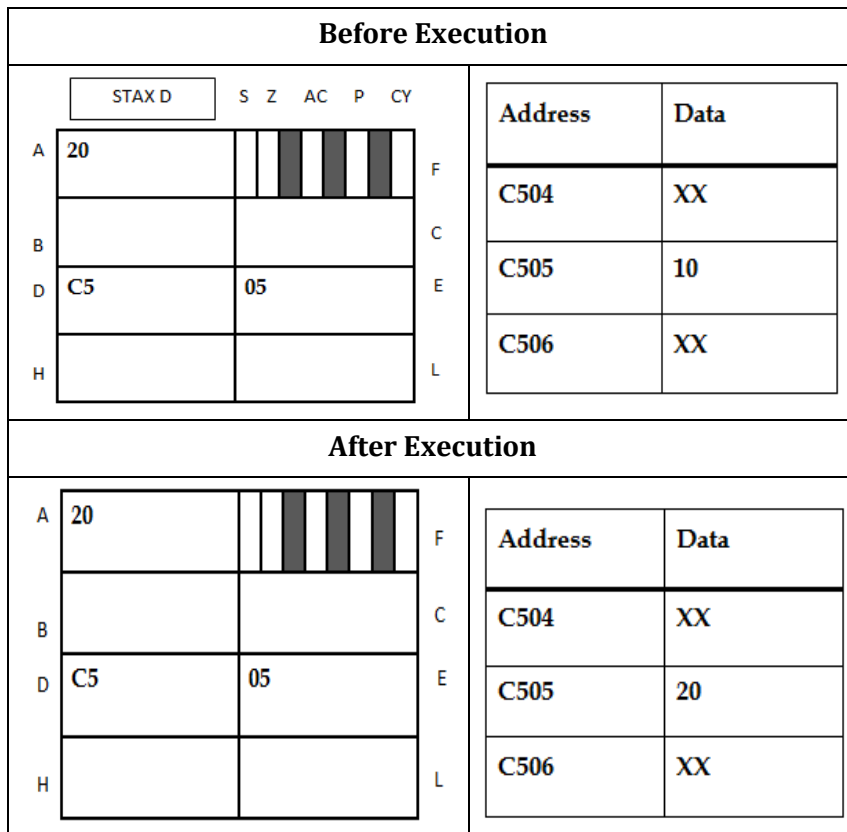 Before Execution
STAX D S Z AC P CY
A 20 F
B C
D C5 05 E
H L
Address Data
C504 XX
C505 10
C506 XX
After Execution
A 20 F
B C
D C5 05 E
H L
Address Data
C504 XX
C505 20
C506 XX